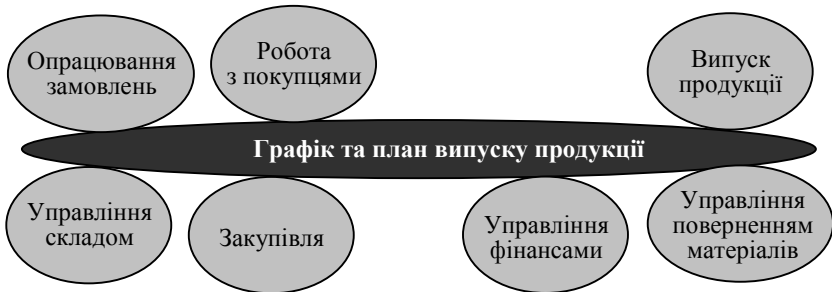 Опрацювання
замовлень
Робота
з покупцями
Випуск
продукції
Графік та план випуску продукції
Управління
складом
Закупівля
Управління
фінансами
Управління
поверненням
матеріалів